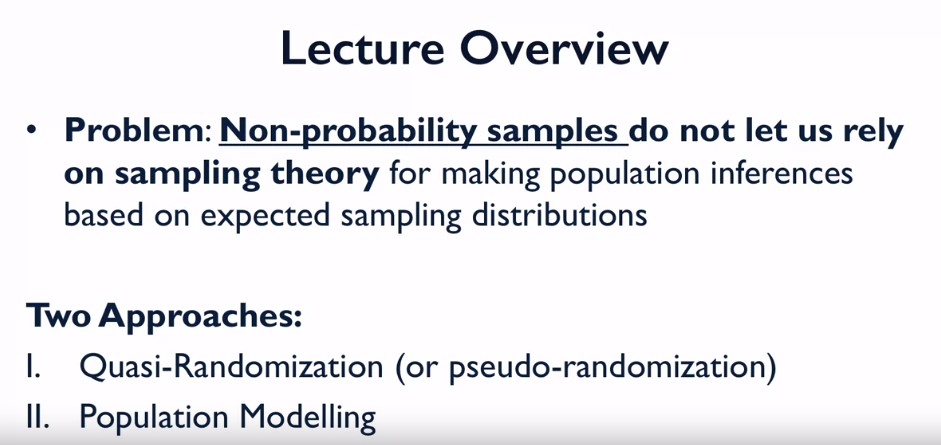 Lecture Overview
• Problem: Non-probability samples do not let us rely
on sampling theory for making population inferences
based on expected sampling distributions
Two Approaches:
I. Quasi-Randomization (or pseudo-randomization)
II. Population Modelling